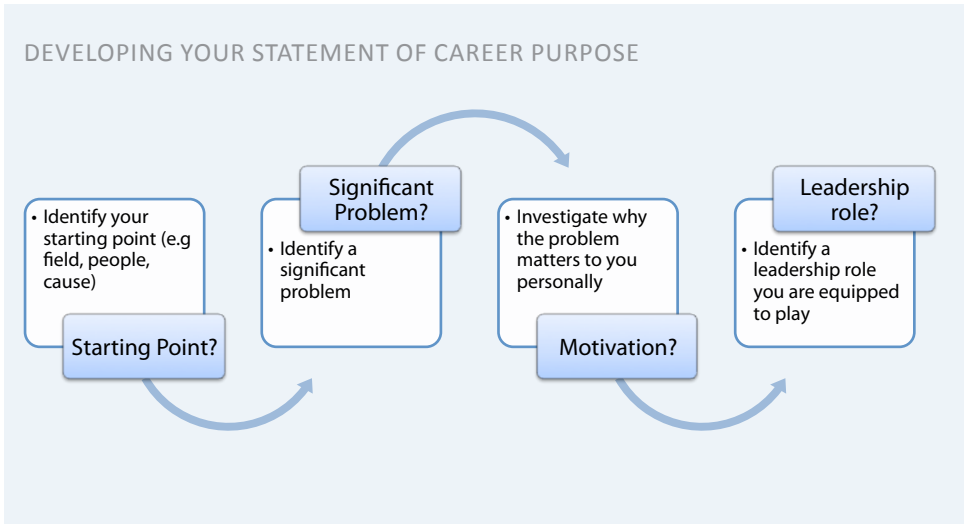 DEVELOPING YOUR STATEMENT OF CAREER PURPOSE
• Identify your
starting point (e.g
field, people,
cause)
Starting Point?
Significant
Problem?
• Identify a
significant
problem
• Investigate why
the problem
matters to you
personally
Motivation?
Leadership
role?
• Identify a
leadership role
you are equipped
to play